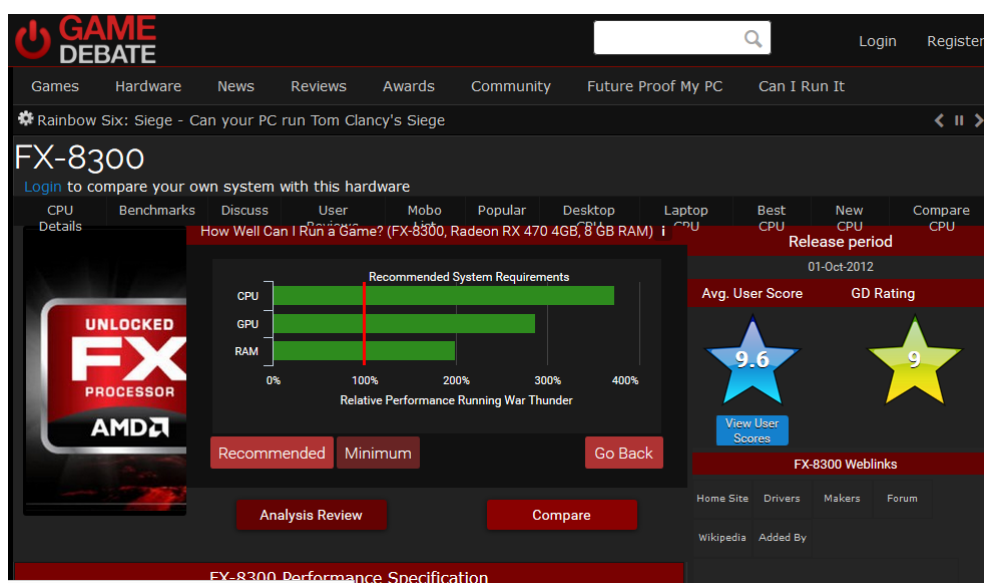 GAME
DEBATE
Login Register
Games Hardware News Reviews Awards Community Future Proof My PC Can I Run It
Rainbow Six: Siege - Can your PC run Tom Clancy's Siege
FX-8300
Login to compare your own system with this hardware
CPU Details Benchmarks Discuss User Reviews Mobo List Popular CPU Desktop CPU Laptop CPU Best CPU New CPU Compare CPU
How Well Can I Run a Game? (FX-8300, Radeon RX 470 4GB, 8 GB RAM) i
Recommended System Requirements
CPU
GPU
RAM
0% 100% 200% 300% 400%
Relative Performance Running War Thunder
Recommended Minimum Go Back
UNLOCKED
FX
PROCESSOR
AMD
Analysis Review Compare
FX-8300 Performance Specification
Release period
01-Oct-2012
Avg. User Score GD Rating
9.6 9
View User
Scores
FX-8300 Weblinks
Home Site Drivers Makers Forum
Wikipedia Added By